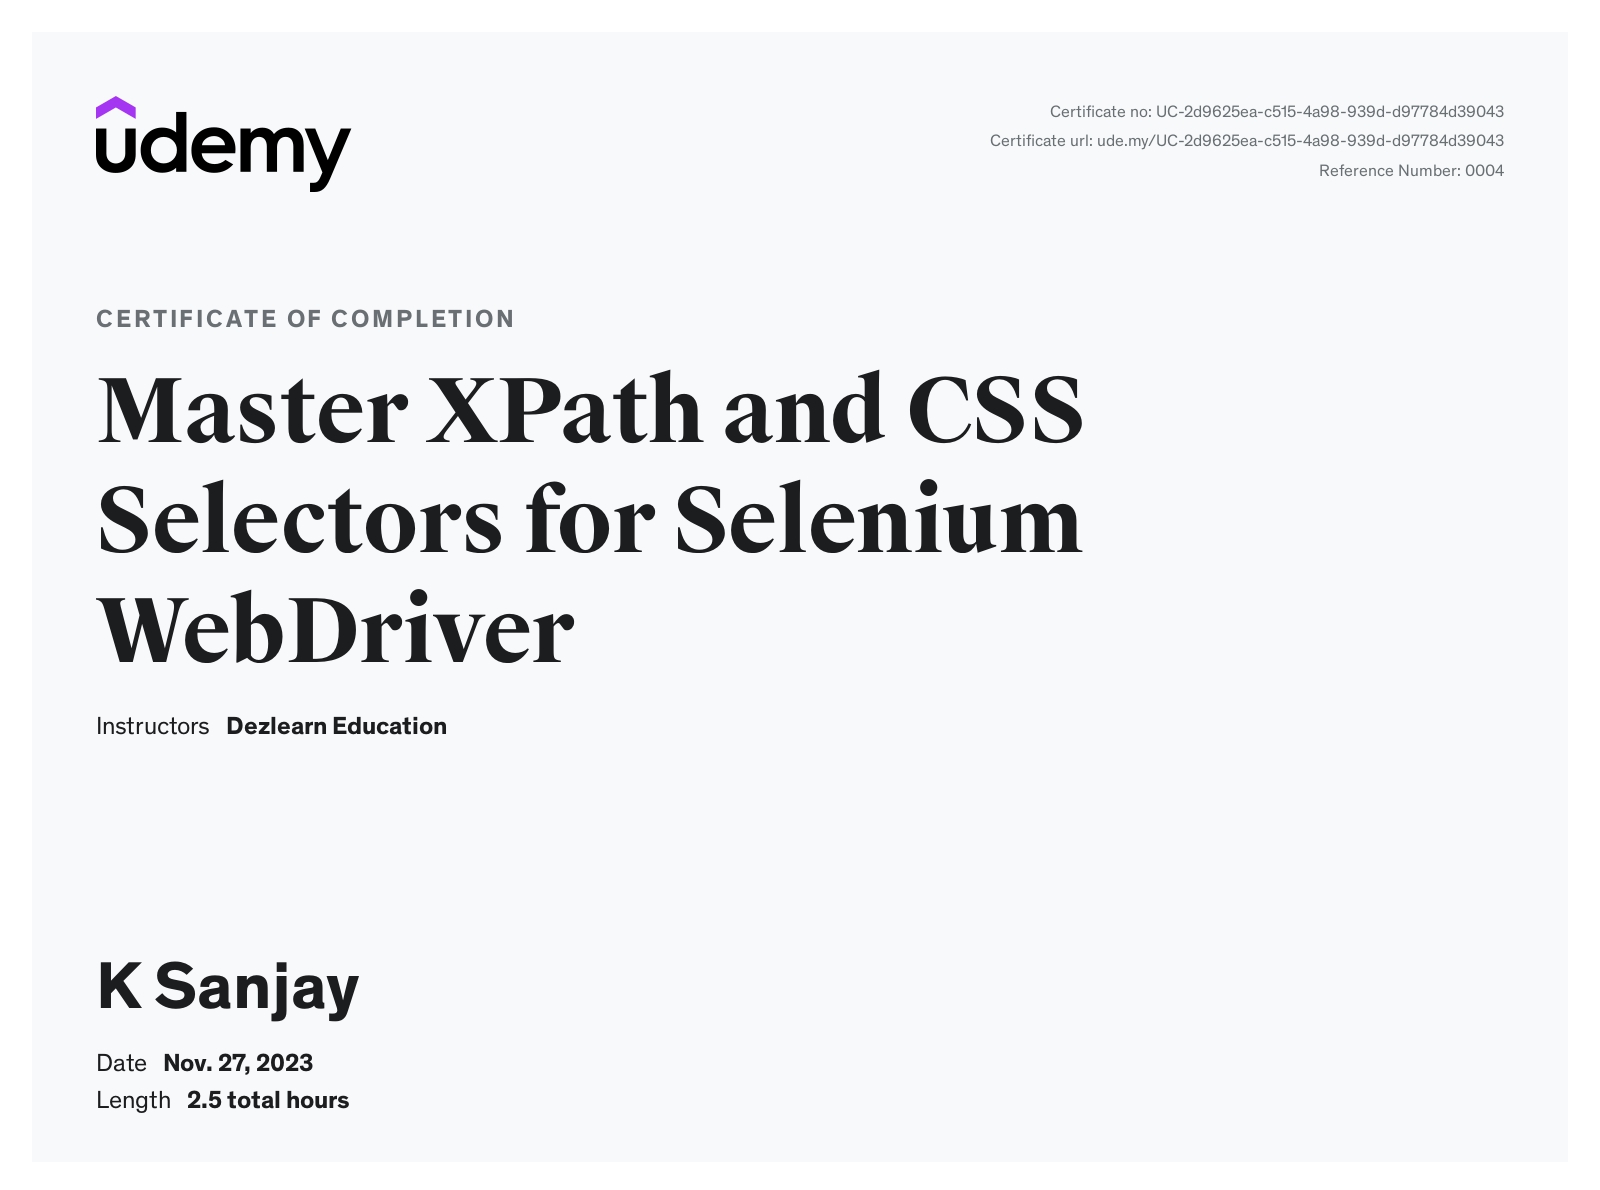 udemy
Certificate no: UC-2d9625ea-c515-4a98-939d-d97784d39043
Certificate url: ude.my/UC-2d9625ea-c515-4a98-939d-d97784d39043
Reference Number: 0004
CERTIFICATE OF COMPLETION
Master XPath and CSS
Selectors for Selenium
WebDriver
Instructors Dezlearn Education
K Sanjay
Date Nov. 27, 2023
Length 2.5 total hours